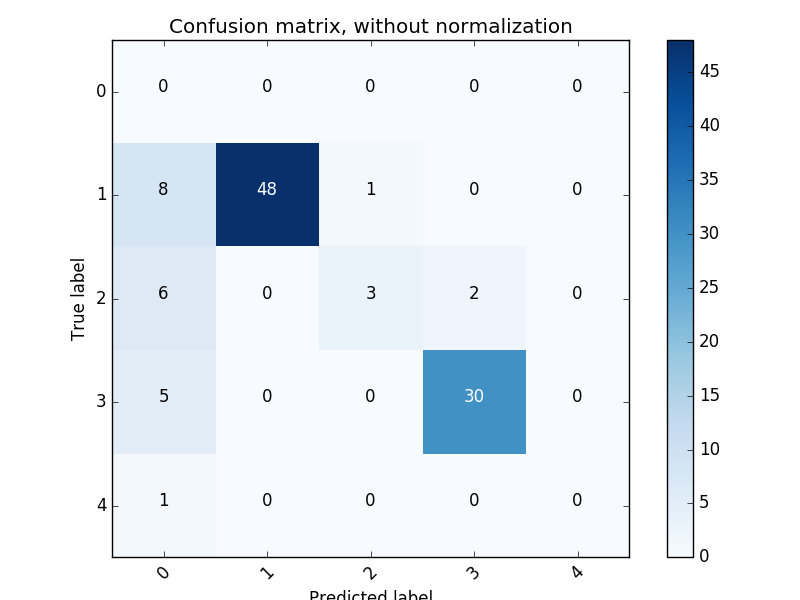 Confusion matrix, without normalization
True label
0 0 0 0 0 0
1 8 48 1 0 0
2 6 0 3 2 0
3 5 0 0 30 0
4 1 0 0 0 0
0 1 2 3 4
Predicted label
45
40
35
30
25
20
15
10
5
0